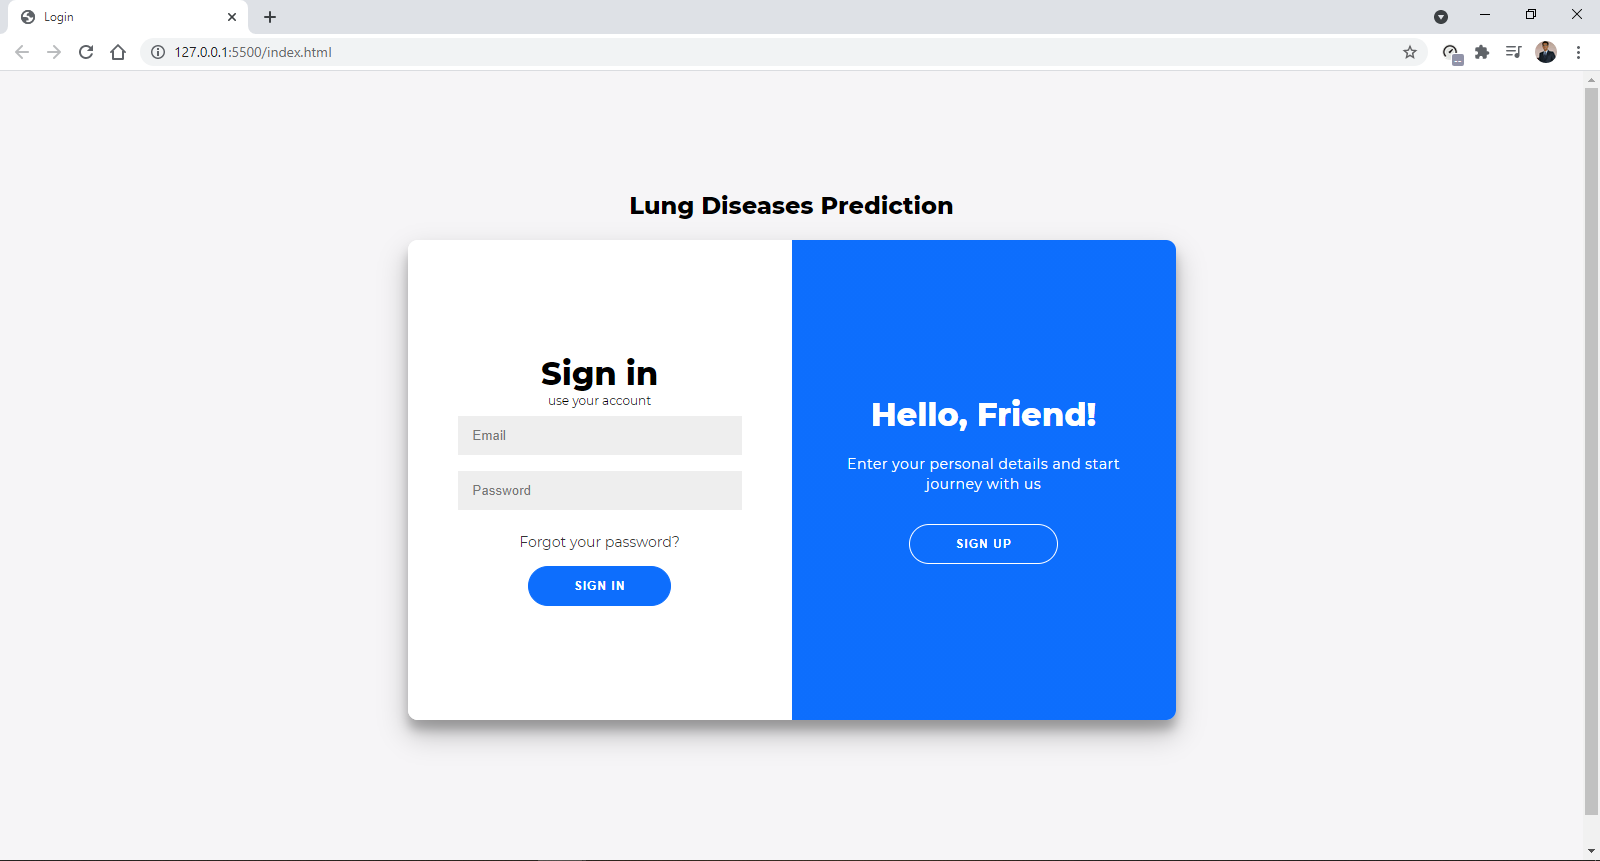 Login
127.0.0.1:5500/index.html
Lung Diseases Prediction
Sign in
use your account
Email
Password
Forgot your password?
SIGN IN
Hello, Friend!
Enter your personal details and start
journey with us
SIGN UP